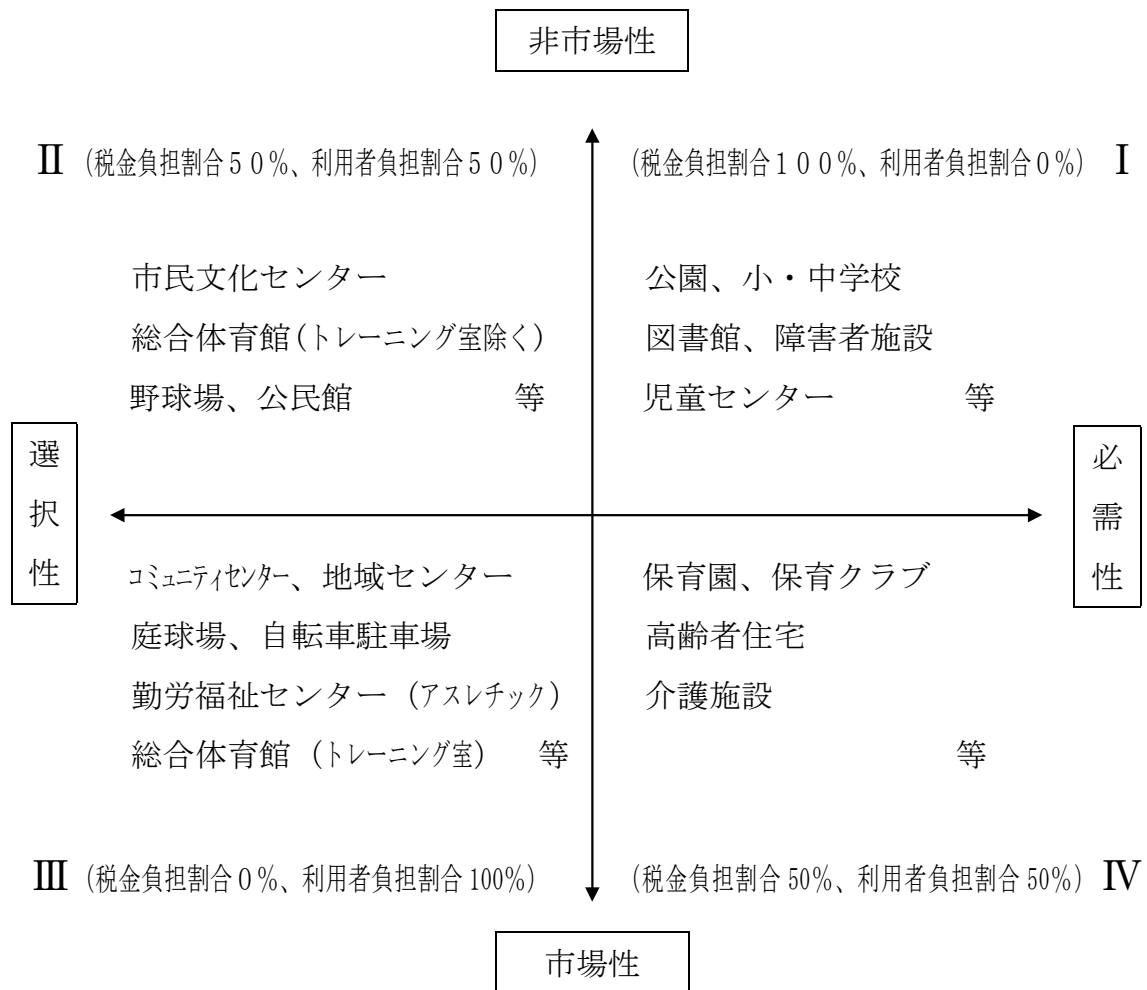 非市場性
Ⅱ (税金負担割合50%、利用者負担割合50%)
(税金負担割合100%、利用者負担割合0%) Ⅰ
市民文化センター
総合体育館(トレーニング室除く)
野球場、公民館 等
公園、小・中学校
図書館、障害者施設
児童センター 等
選択性
必需性
コミュニティセンター、地域センター
庭球場、自転車駐車場
勤労福祉センター (アスレチック)
総合体育館 (トレーニング室) 等
保育園、保育クラブ
高齢者住宅
介護施設
等
Ⅲ (税金負担割合0%、利用者負担割合100%)
(税金負担割合50%、利用者負担割合50%) Ⅳ
市場性